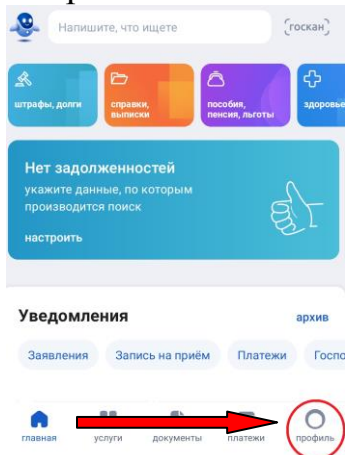 Напишите, что ищете
госкан
штрафы, долги
справки,
выписки
пособия,
пенсия, льготы
здоровье
Нет задолженностей
укажите данные, по которым
производится поиск
настроить
Уведомления
архив
Заявления
Запись на приём
Платежи
Госпо
главная
услуги
документы
платежи
профиль